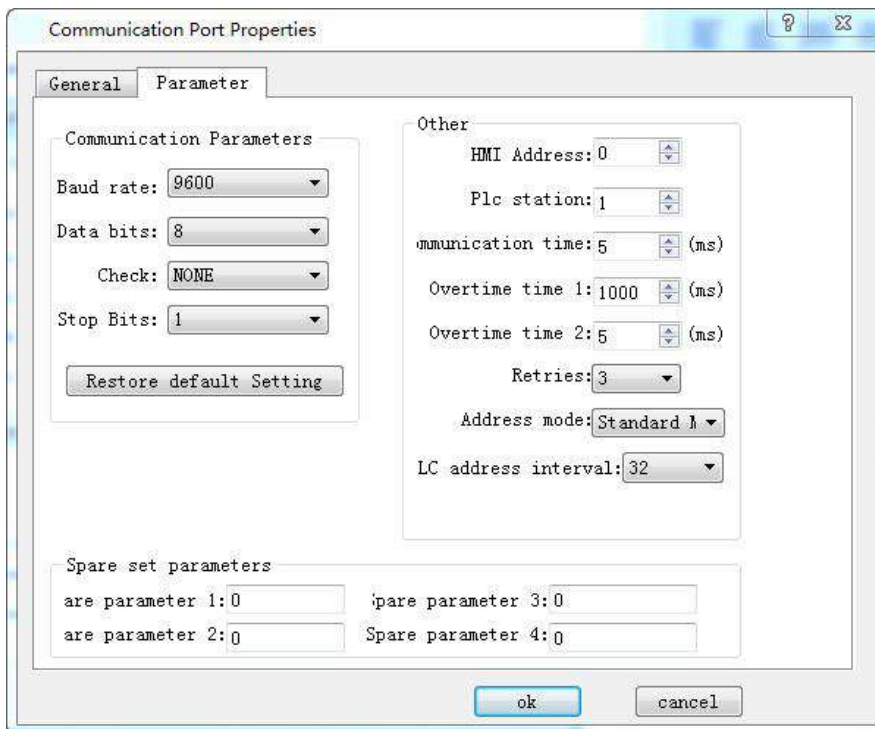 Communication Port Properties
General
Parameter
Communication Parameters
Baud rate: 9600
Data bits: 8
Check: NONE
Stop Bits: 1
Restore default Setting
Other
HMI Address: 0
Plc station: 1
mmunication time: 5 (ms)
Overtime time 1: 1000 (ms)
Overtime time 2: 5 (ms)
Retries: 3
Address mode: Standard M
LC address interval: 32
Spare set parameters
are parameter 1: 0
pare parameter 3: 0
are parameter 2: 0
Spare parameter 4: 0
ok
cancel